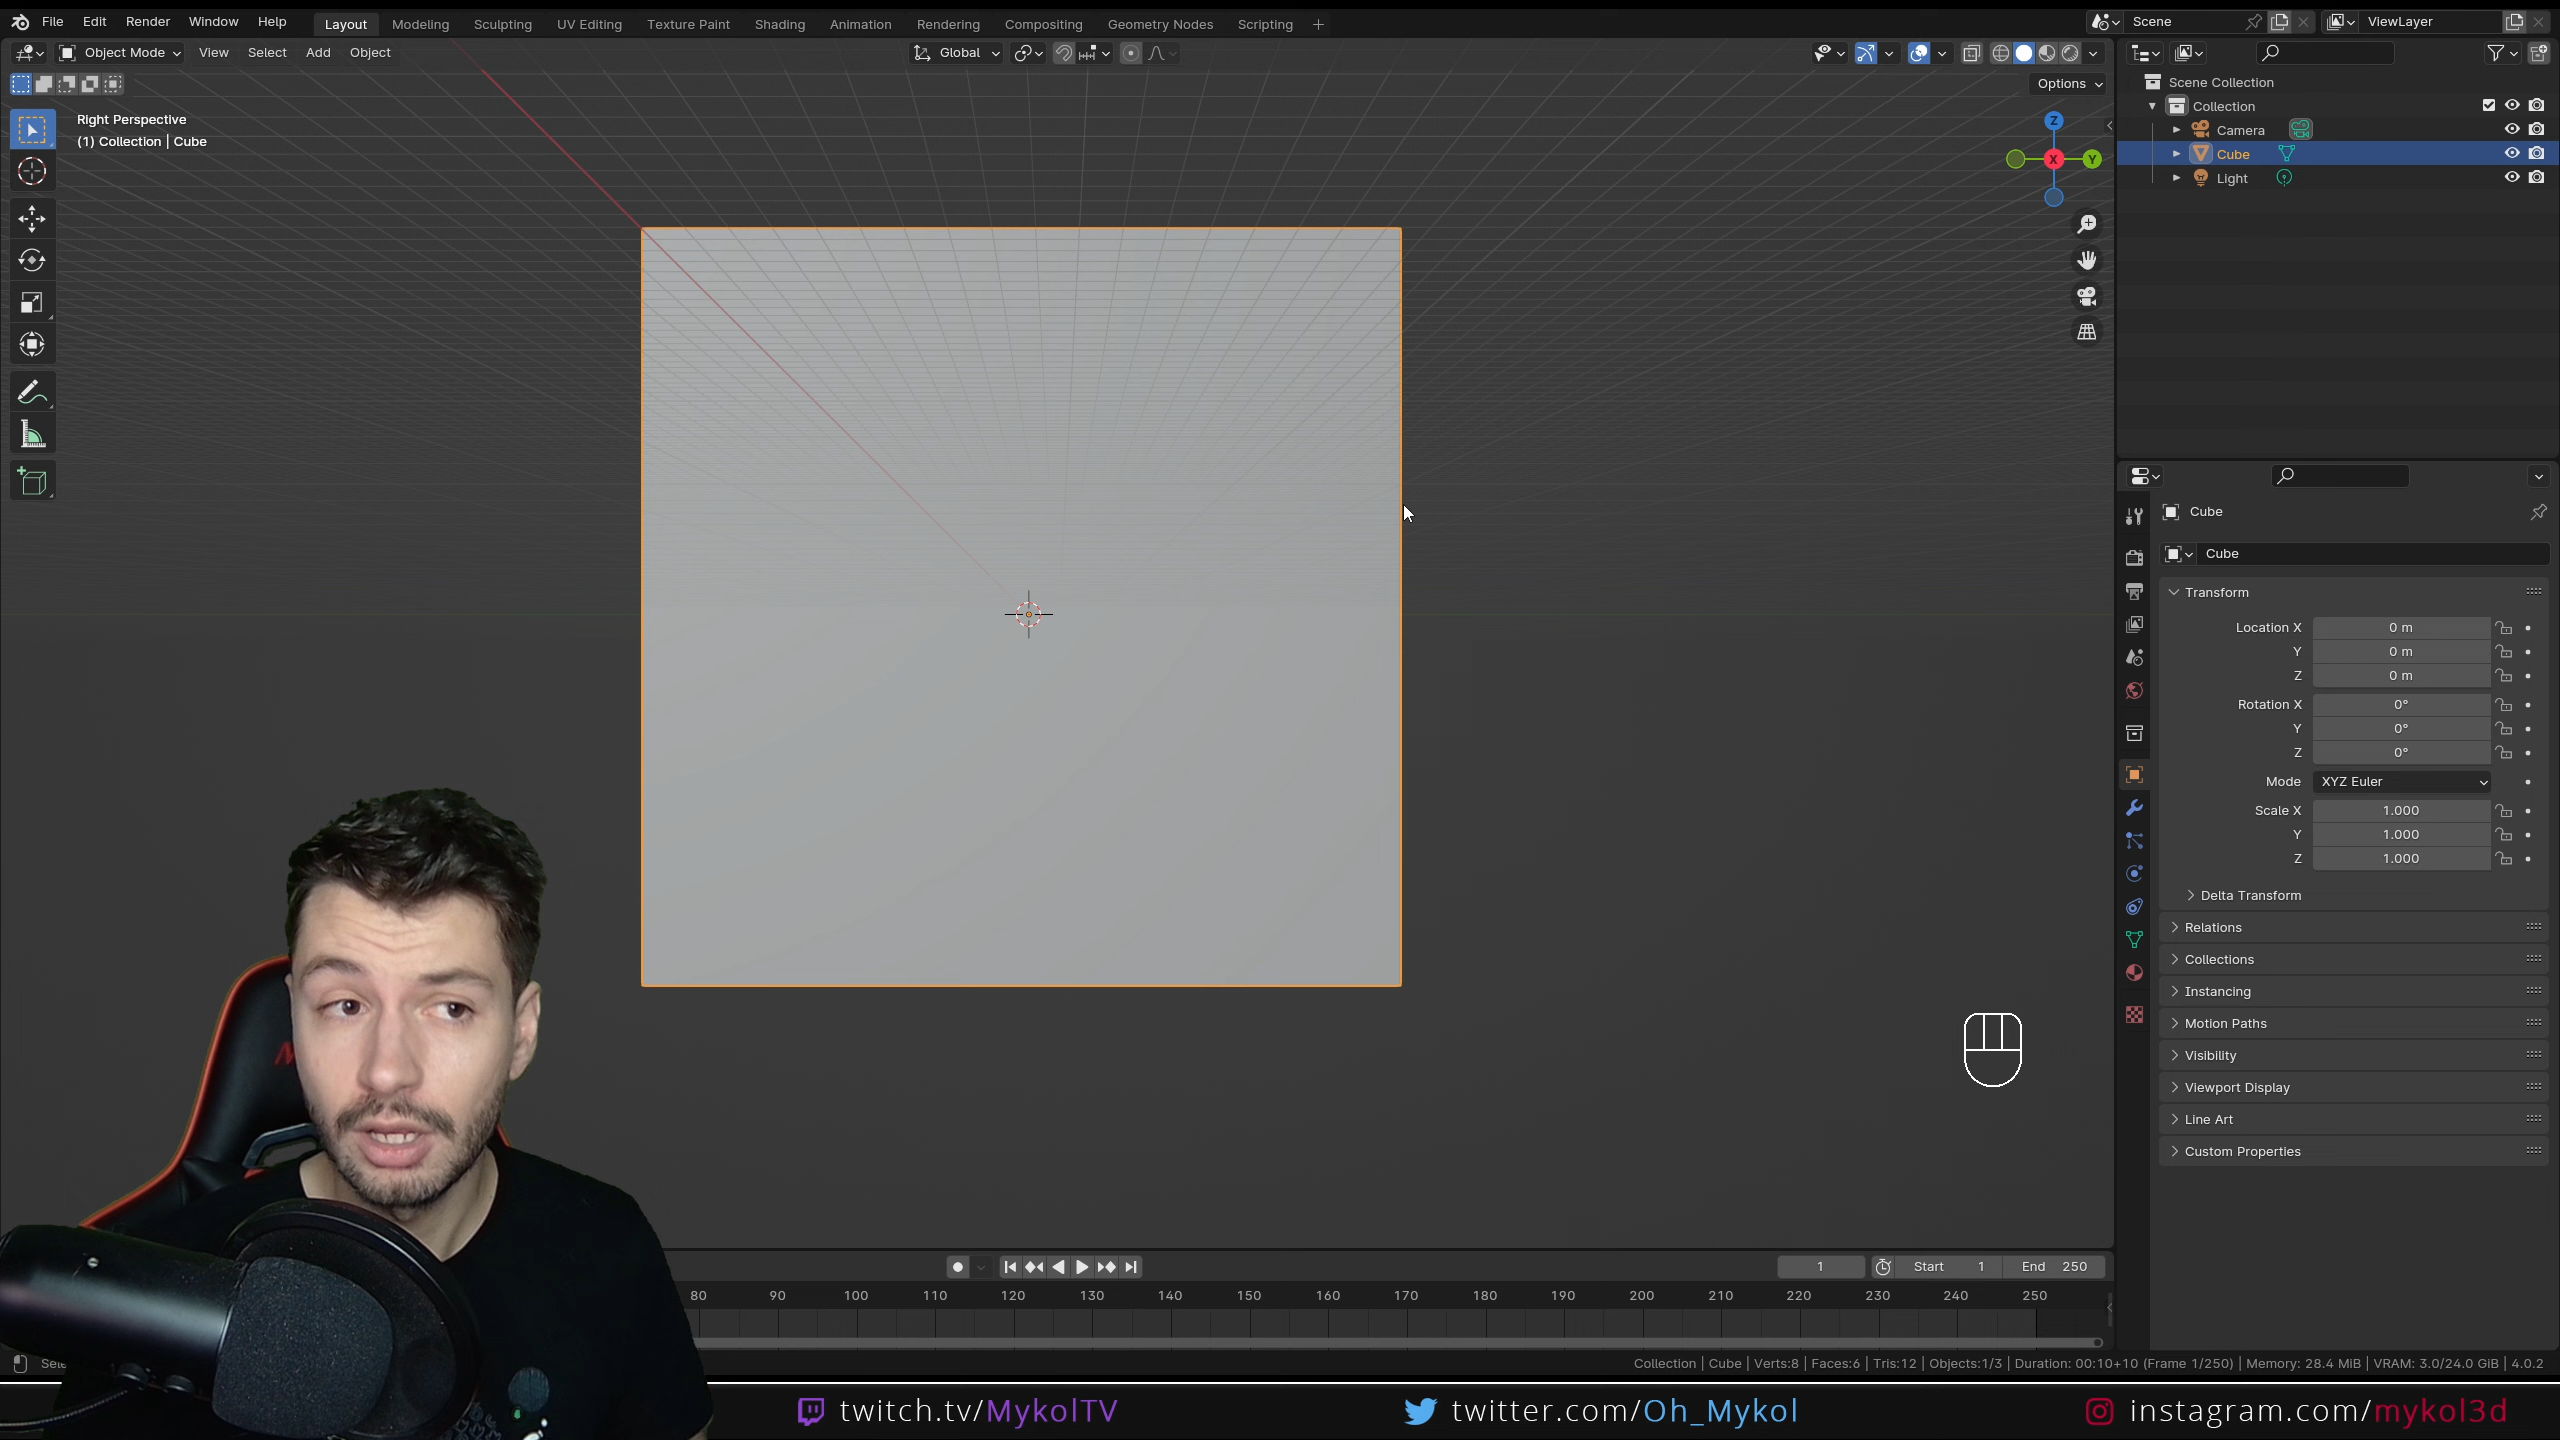 File Edit Render Window Help Layout Modeling Sculpting UV Editing Texture Paint Shading Animation Rendering Compositing Geometry Nodes Scripting Scene ViewLayer
Object Mode View Select Add Object Global
Options
Right Perspective
(1) Collection | Cube
Z
X
Y
Scene Collection
Collection
Camera
Cube
Light
Cube
Cube
Transform
Location X 0 m
Y 0 m
Z 0 m
Rotation X 0°
Y 0°
Z 0°
Mode XYZ Euler
Scale X 1.000
Y 1.000
Z 1.000
Delta Transform
Relations
Collections
Instancing
Motion Paths
Visibility
Viewport Display
Line Art
Custom Properties
1 Start 1 End 250
80 90 100 110 120 130 140 150 160 170 180 190 200 210 220 230 240 250
Collection | Cube | Verts:8 | Faces:6 | Tris:12 | Objects:1/3 | Duration: 00:10+10 (Frame 1/250) | Memory: 28.4 MiB | VRAM: 3.0/24.0 GiB | 4.0.2
twitch.tv/MykolTV twitter.com/Oh_Mykol instagram.com/mykol3d